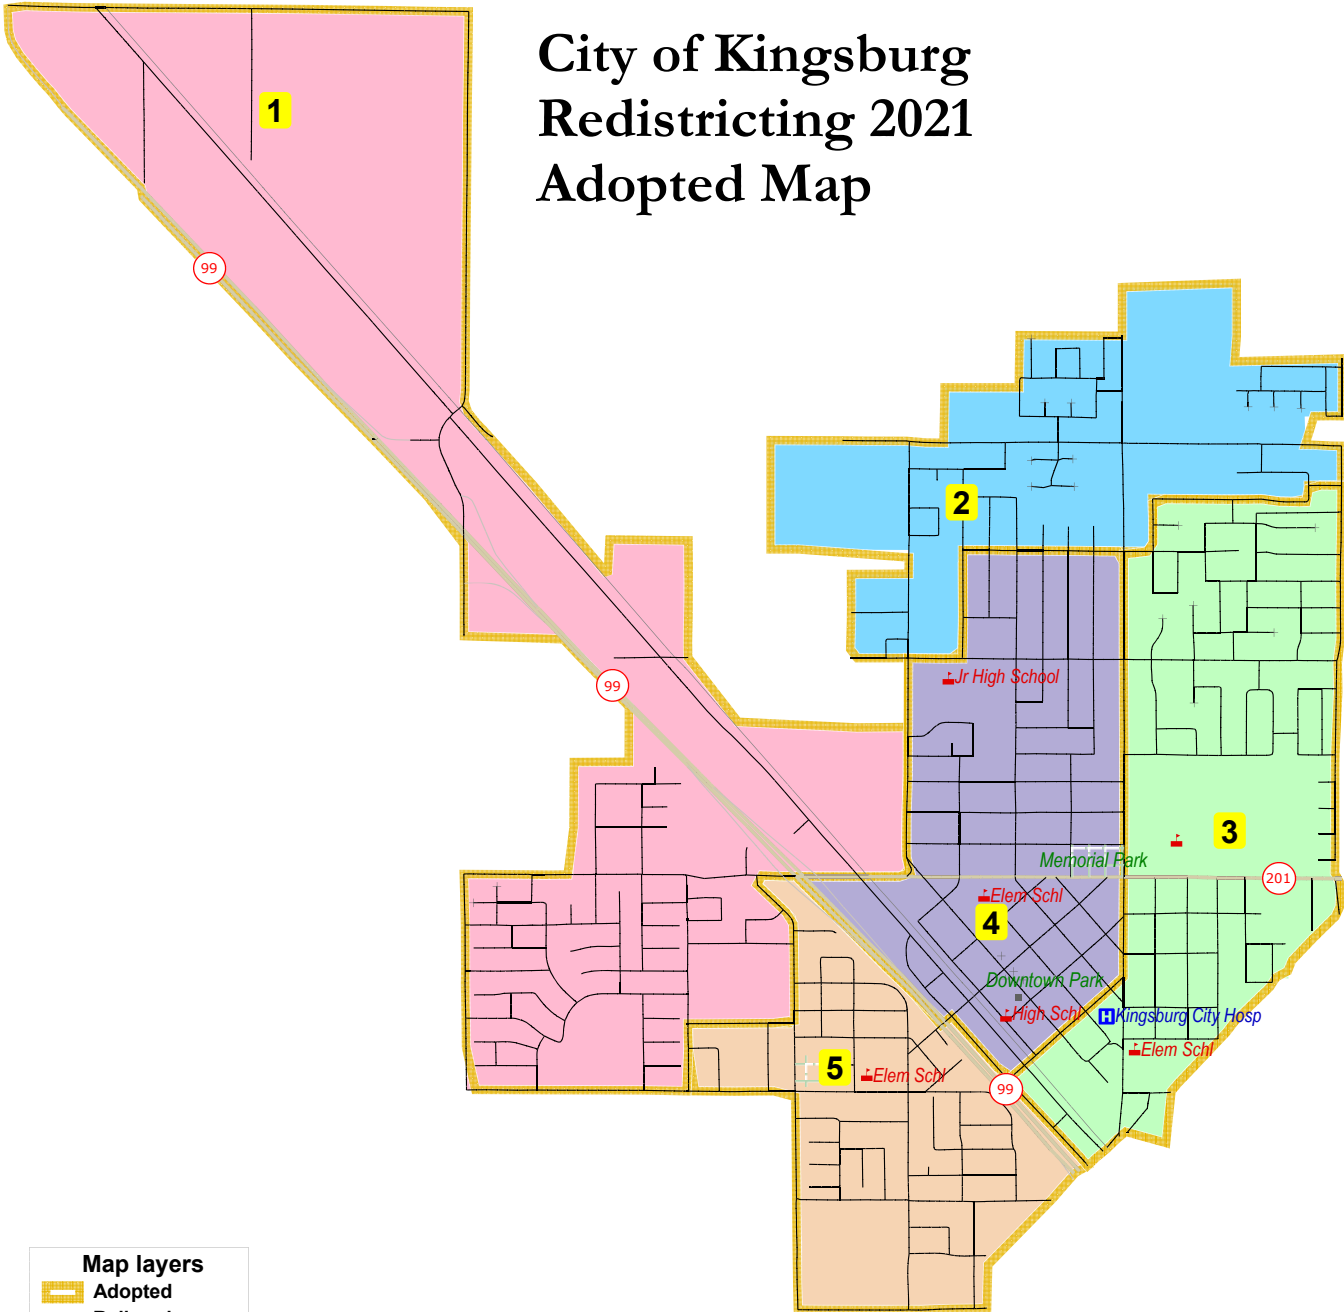 City of Kingsburg
Redistricting 2021
Adopted Map
1
99
2
99
Jr High School
3
Memorial Park
201
Elem Schl
4
Downtown Park
High Schl
H Kingsburg City Hosp
Elem Schl
5
Elem Schl
99
Map layers
Adopted